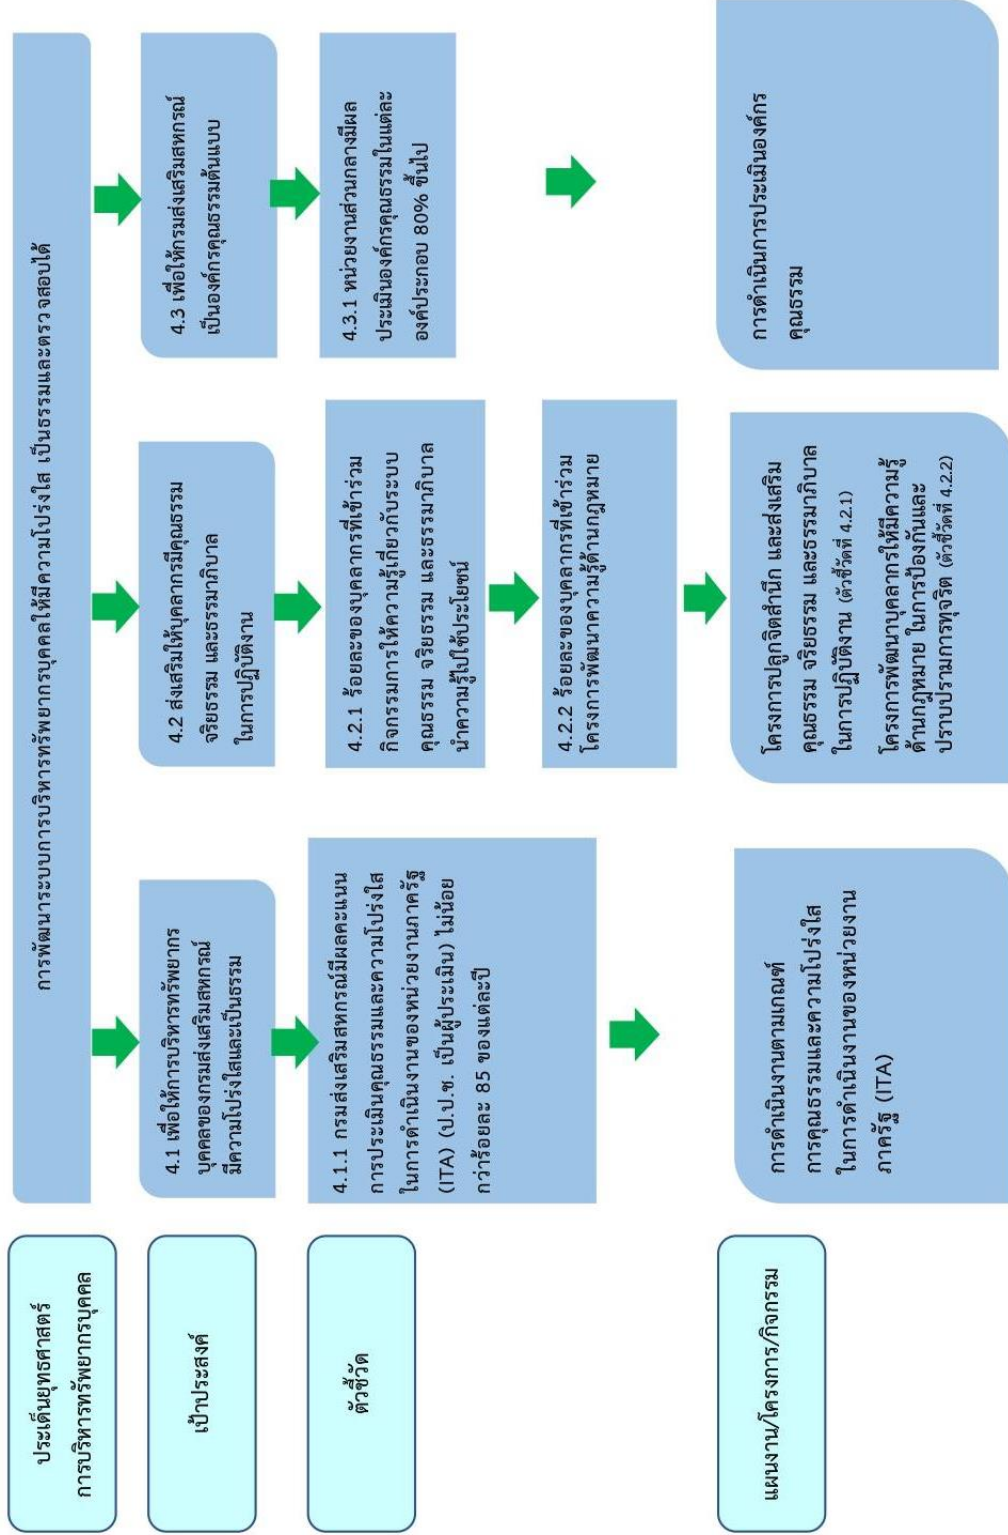 ประเด็นยุทธศาสตร์
การบริหารทรัพยากรบุคคล
การพัฒนาระบบการบริหารทรัพยากรบุคคลให้มีความโปร่งใส เป็นธรรมและตรวจสอบได้
เป้าประสงค์
4.1 เพื่อให้การบริหารทรัพยากร
บุคคลของกรมส่งเสริมสหกรณ์
มีความโปร่งใสและเป็นธรรม
4.2 ส่งเสริมให้บุคลากรมีคุณธรรม
จริยธรรม และธรรมาภิบาล
ในการปฏิบัติงาน
4.3 เพื่อให้กรมส่งเสริมสหกรณ์
เป็นองค์กรคุณธรรมต้นแบบ
ตัวชี้วัด
4.1.1 กรมส่งเสริมสหกรณ์มีผลคะแนน
การประเมินคุณธรรมและความโปร่งใส
ในการดำเนินงานของหน่วยงานภาครัฐ
(ITA) (ป.ป.ช. เป็นผู้ประเมิน) ไม่น้อย
กว่าร้อยละ 85 ของแต่ละปี
4.2.1 ร้อยละของบุคลากรที่เข้าร่วม
กิจกรรมการให้ความรู้เกี่ยวกับระบบ
คุณธรรม จริยธรรม และธรรมาภิบาล
นำความรู้ไปใช้ประโยชน์
4.2.2 ร้อยละของบุคลากรที่เข้าร่วม
โครงการพัฒนาความรู้ด้านกฎหมาย
4.3.1 หน่วยงานส่วนกลางมีผล
ประเมินองค์กรคุณธรรมในแต่ละ
องค์ประกอบ 80% ขึ้นไป
แผนงาน/โครงการ/กิจกรรม
การดำเนินงานตามเกณฑ์
การคุณธรรมและความโปร่งใส
ในการดำเนินงานของหน่วยงาน
ภาครัฐ (ITA)
โครงการปลูกจิตสำนึก และส่งเสริม
คุณธรรม จริยธรรม และธรรมาภิบาล
ในการปฏิบัติงาน (ตัวชี้วัดที่ 4.2.1)
โครงการพัฒนาบุคลากรให้มีความรู้
ด้านกฎหมาย ในการป้องกันและ
ปราบปรามการทุจริต (ตัวชี้วัดที่ 4.2.2)
การดำเนินการประเมินองค์กร
คุณธรรม